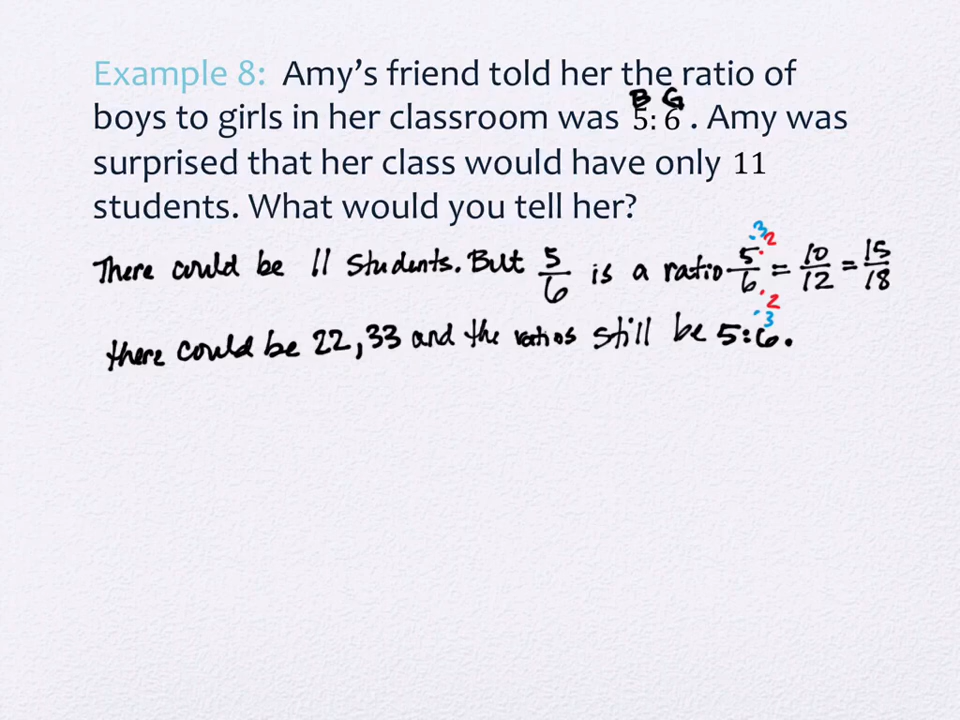 Example 8: Amy's friend told her the ratio of
B G
boys to girls in her classroom was 5:6. Amy was
surprised that her class would have only 11
students. What would you tell her?
·3 ·2
There could be 11 students. But 5/6 is a ratio 5/6 = 10/12 = 15/18
·2
·3
there could be 22, 33 and the ratios still be 5:6.